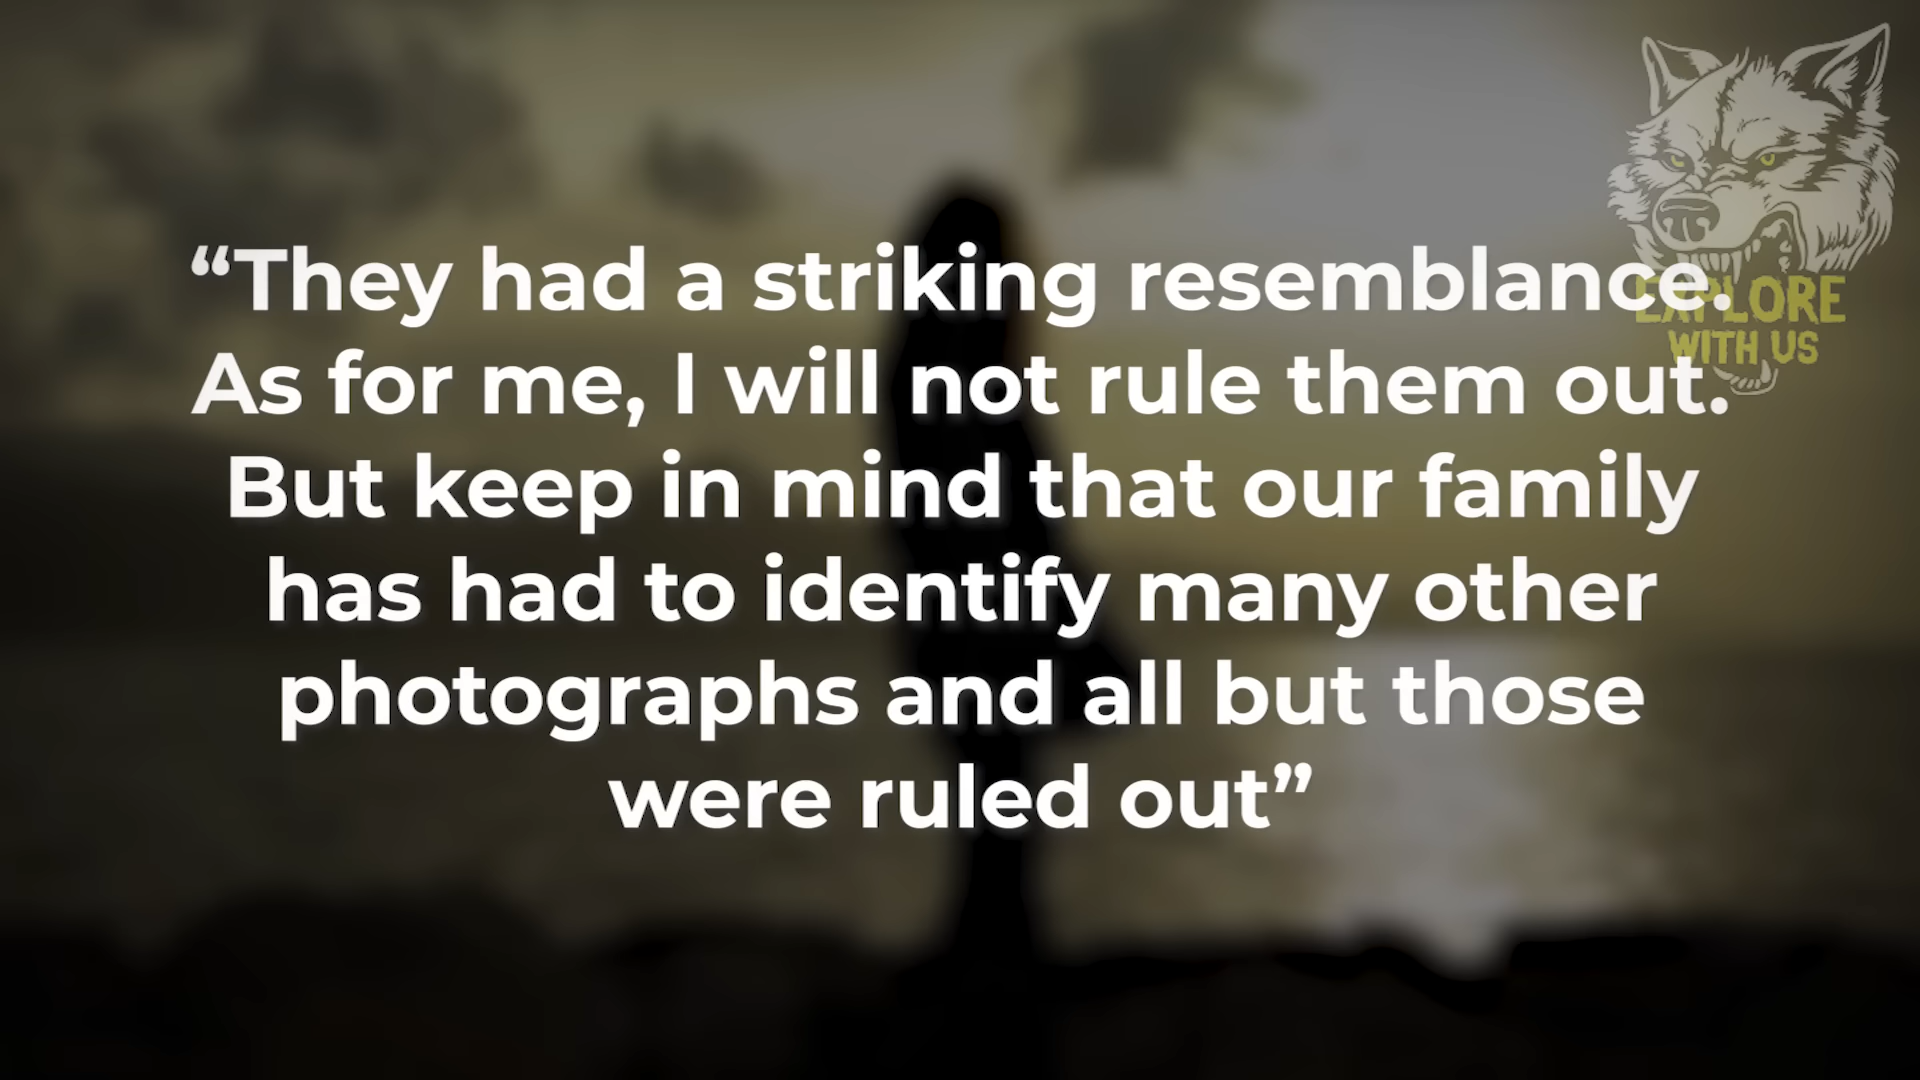 “They had a striking resemblance.
As for me, I will not rule them out.
But keep in mind that our family
has had to identify many other
photographs and all but those
were ruled out”
EXPLORE
WITH US